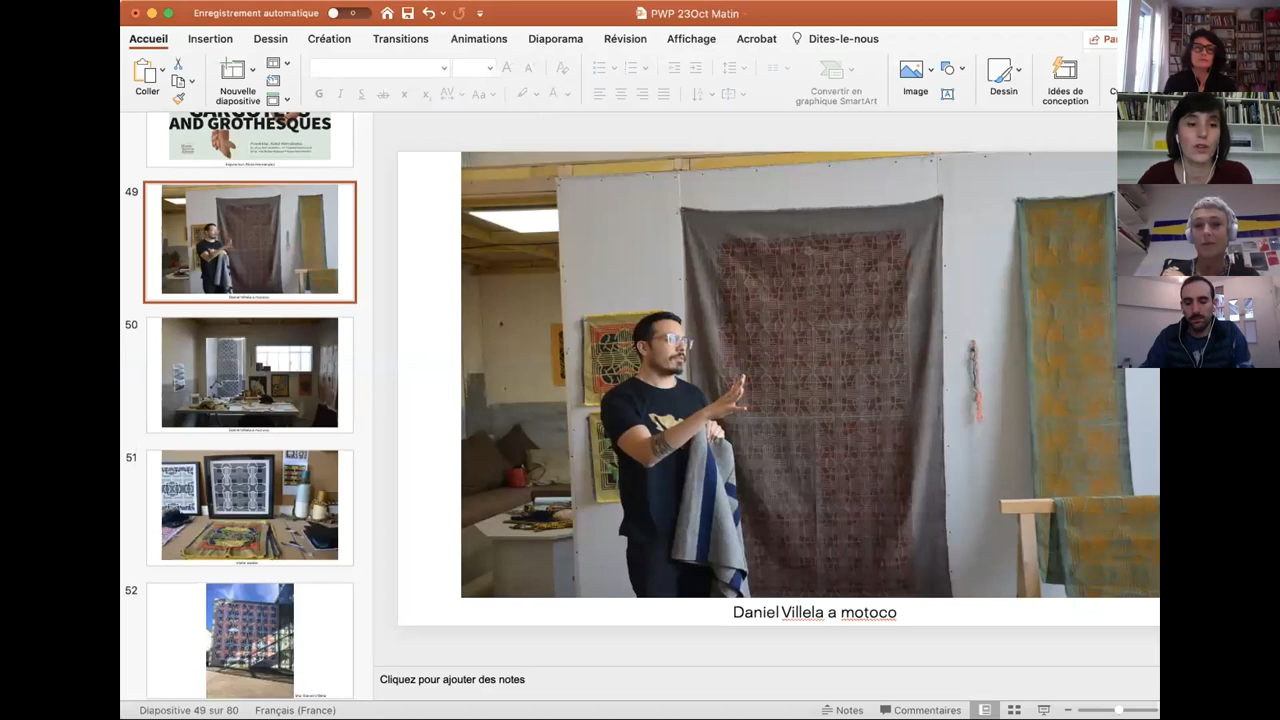 Enregistrement automatique
PWP 23Oct Matin
Accueil Insertion Dessin Création Transitions Révision Affichage Acrobat Dites-le-nous
Coller
Nouvelle
diapositive
G I S
Aa
Convertir en
graphique SmartArt
Image
Dessin
Idées de
conception
AND GROTHESQUES
49
50
51
52
Daniel Villela a motoco
Cliquez pour ajouter des notes
Diapositive 49 sur 80 Français (France) Notes Commentaires